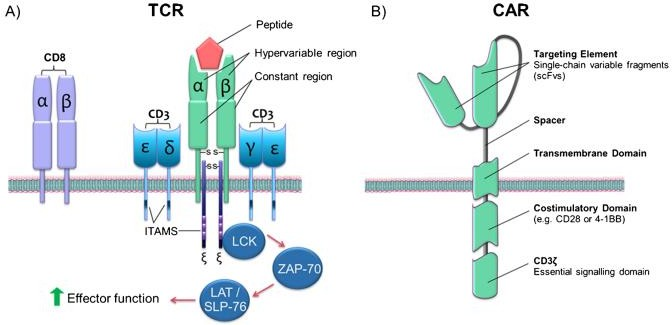 A)
TCR
Peptide
Hypervariable region
Constant region
CD8
α β
α β
CD3
ε δ
CD3
γ ε
s s
ss
ITAMS
ξ ξ
LCK
ZAP-70
LAT /
SLP-76
Effector function
B)
CAR
Targeting Element
Single-chain variable fragments
(scFvs)
Spacer
Transmembrane Domain
Costimulatory Domain
(e.g. CD28 or 4-1BB)
CD3ζ
Essential signalling domain